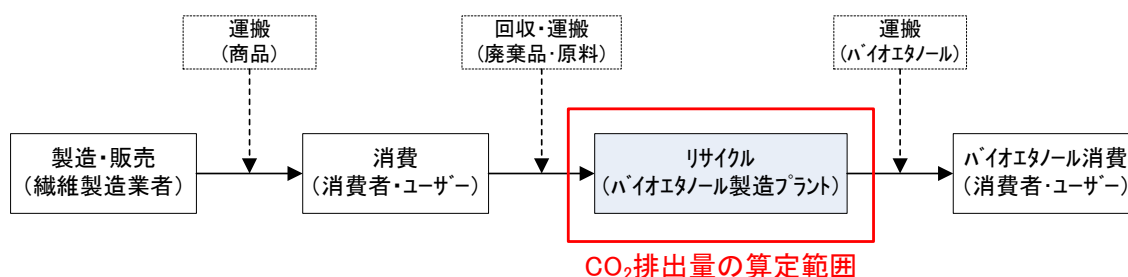 運搬
(商品)
回収・運搬
(廃棄品・原料)
運搬
(バイオエタノール)
製造・販売
(繊維製造業者)
消費
(消費者・ユーザー)
リサイクル
(バイオエタノール製造プラント)
バイオエタノール消費
(消費者・ユーザー)
CO₂排出量の算定範囲